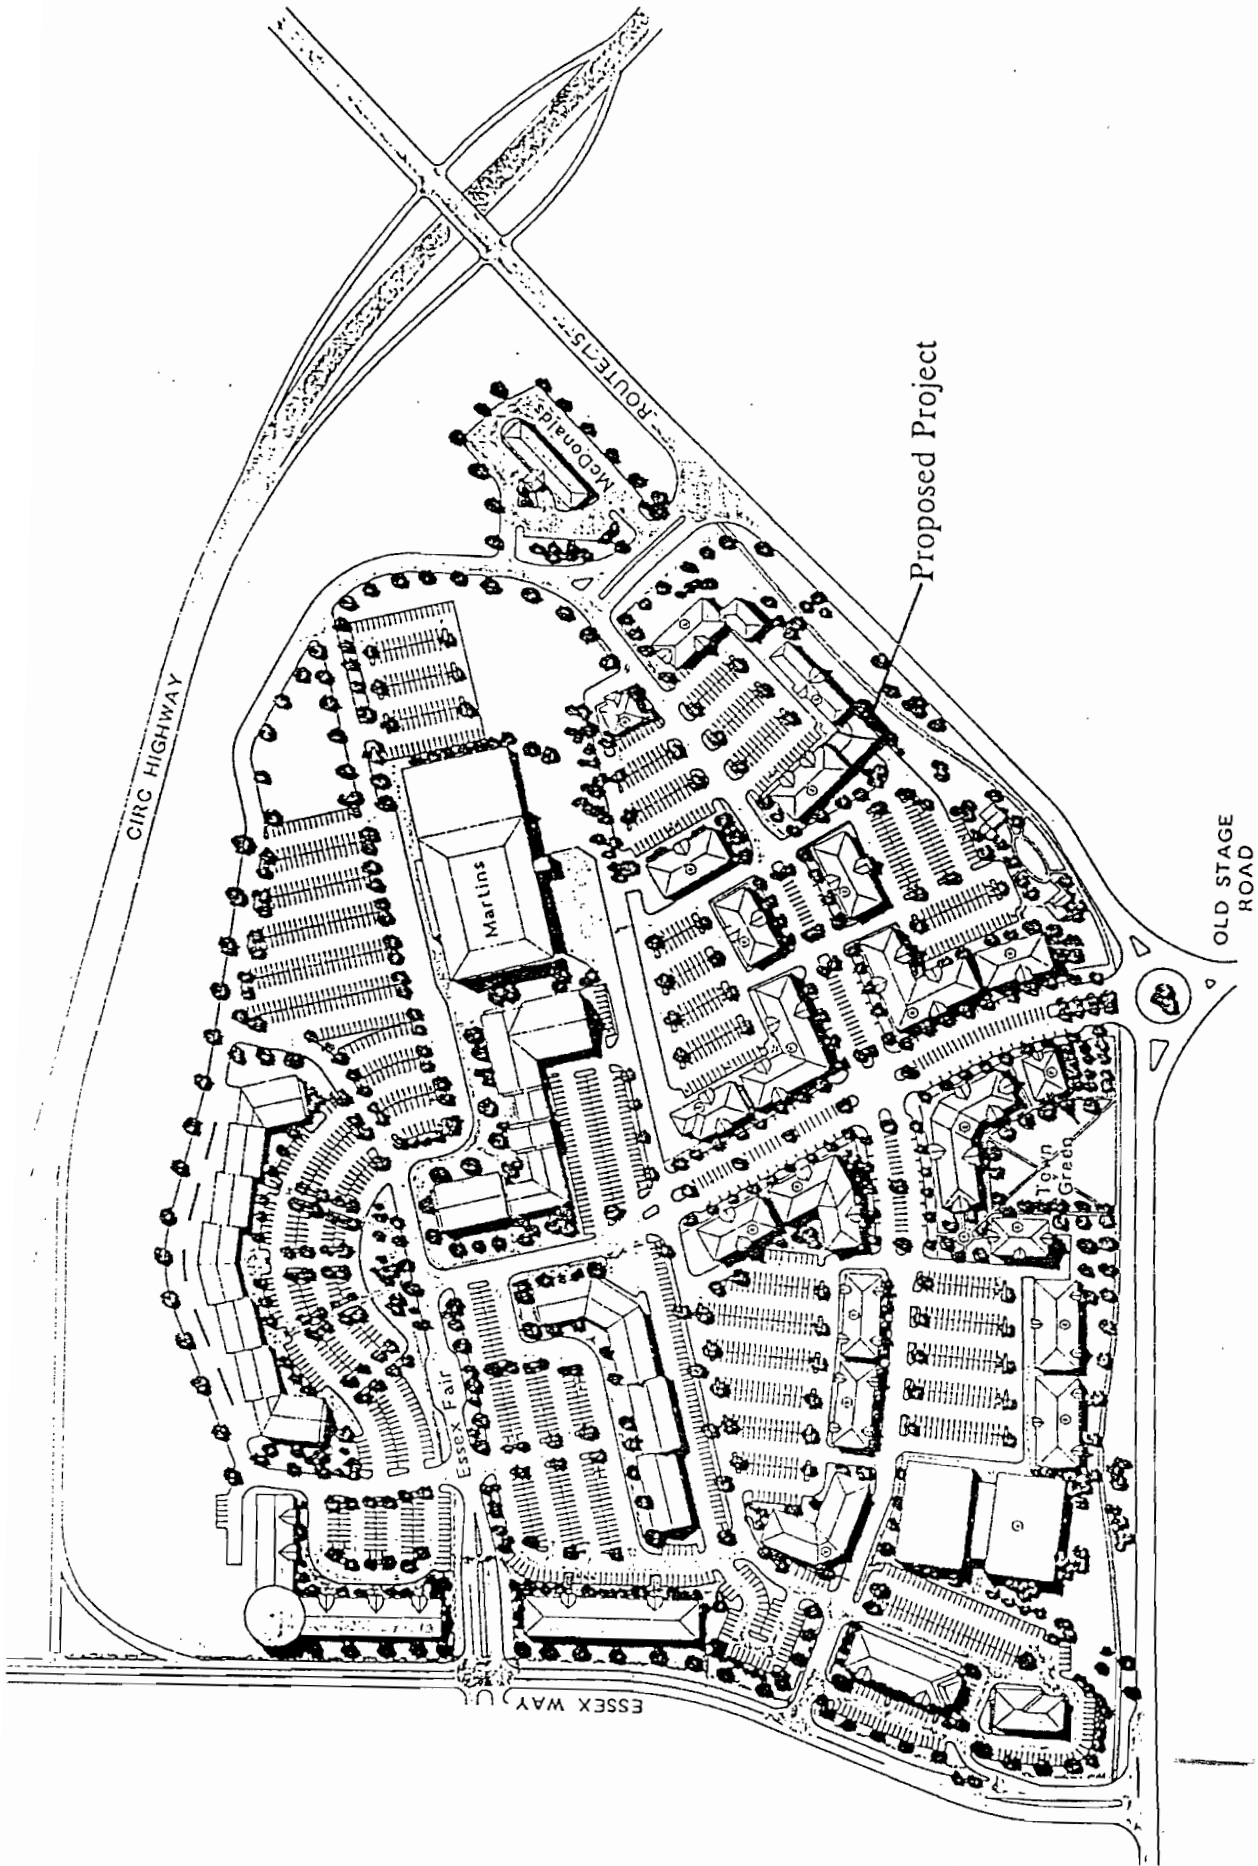 CIRC HIGHWAY
ROUTE 15
McDonalds
Proposed Project
Martins
OLD STAGE
ROAD
Town
Green
Essex Fair
ESSEX WAY